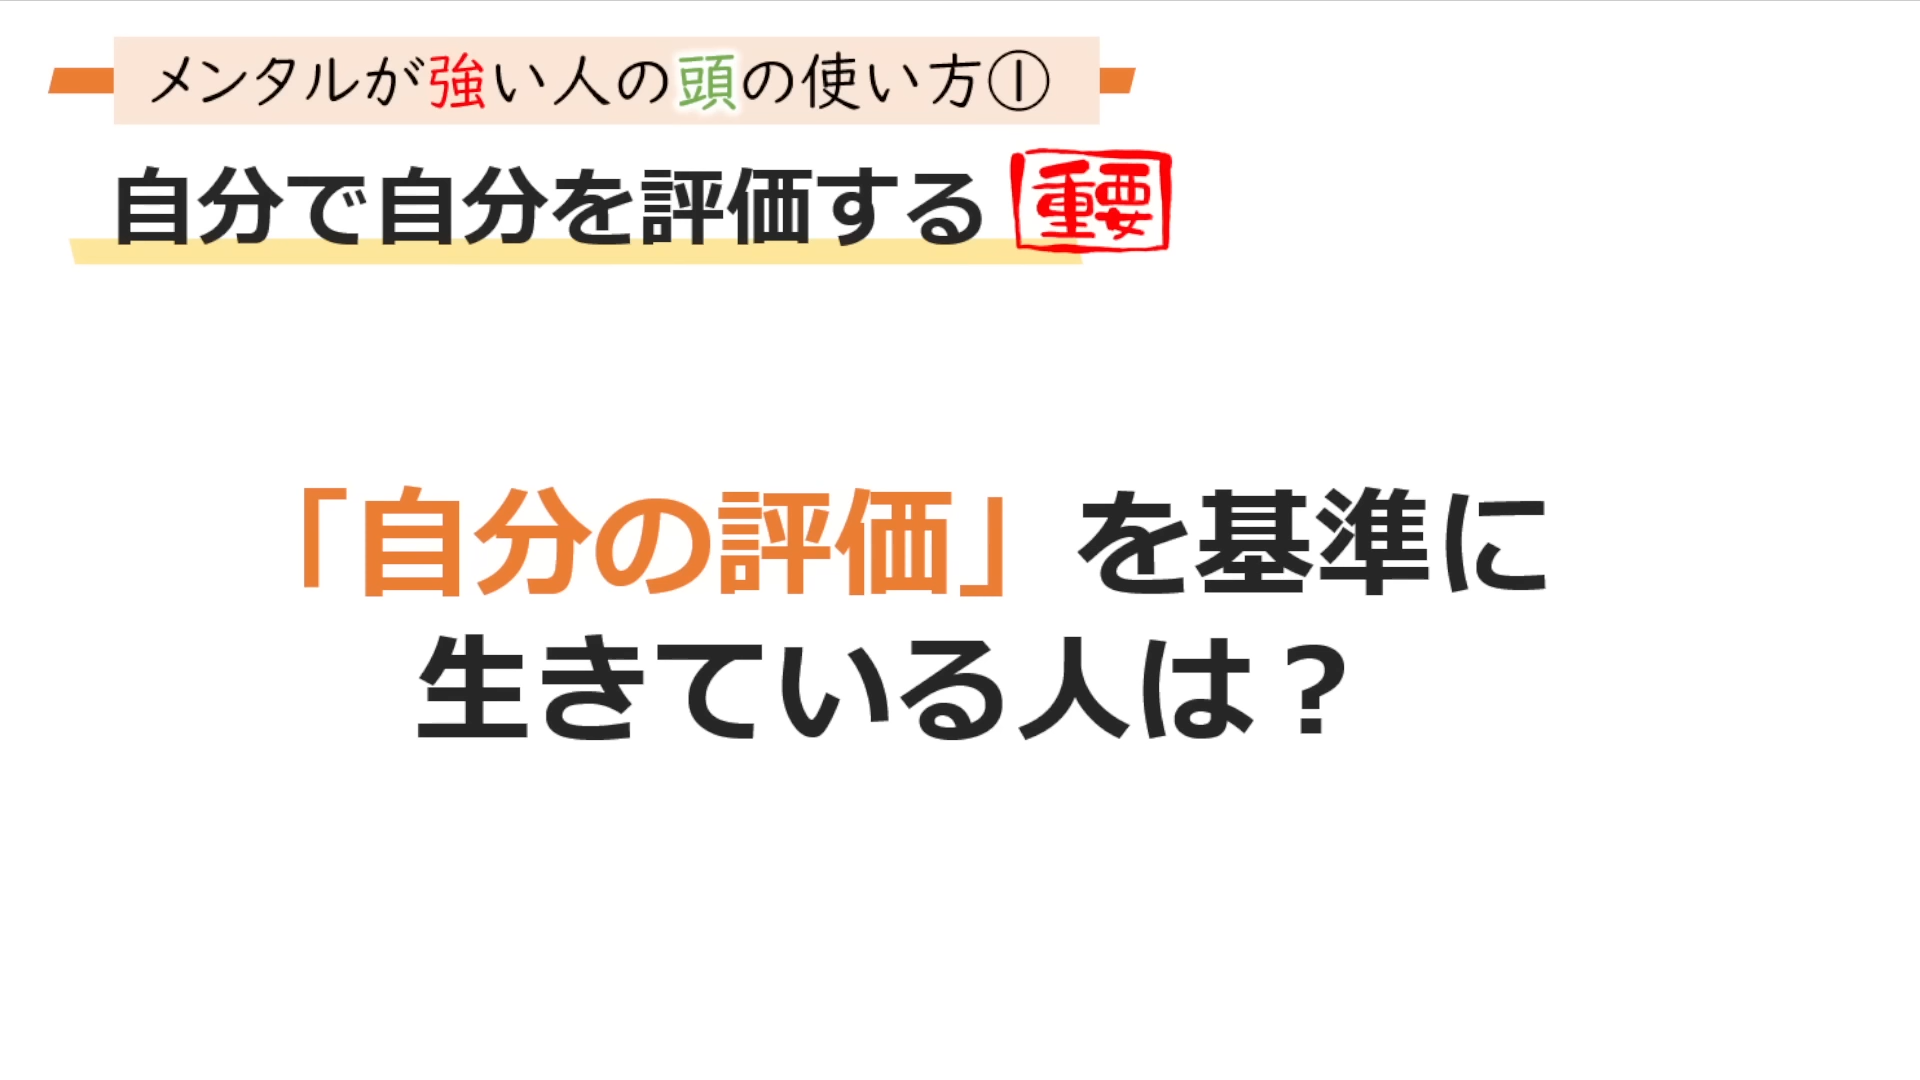 メンタルが強い人の頭の使い方①
自分で自分を評価する
重要
「自分の評価」を基準に
生きている人は？